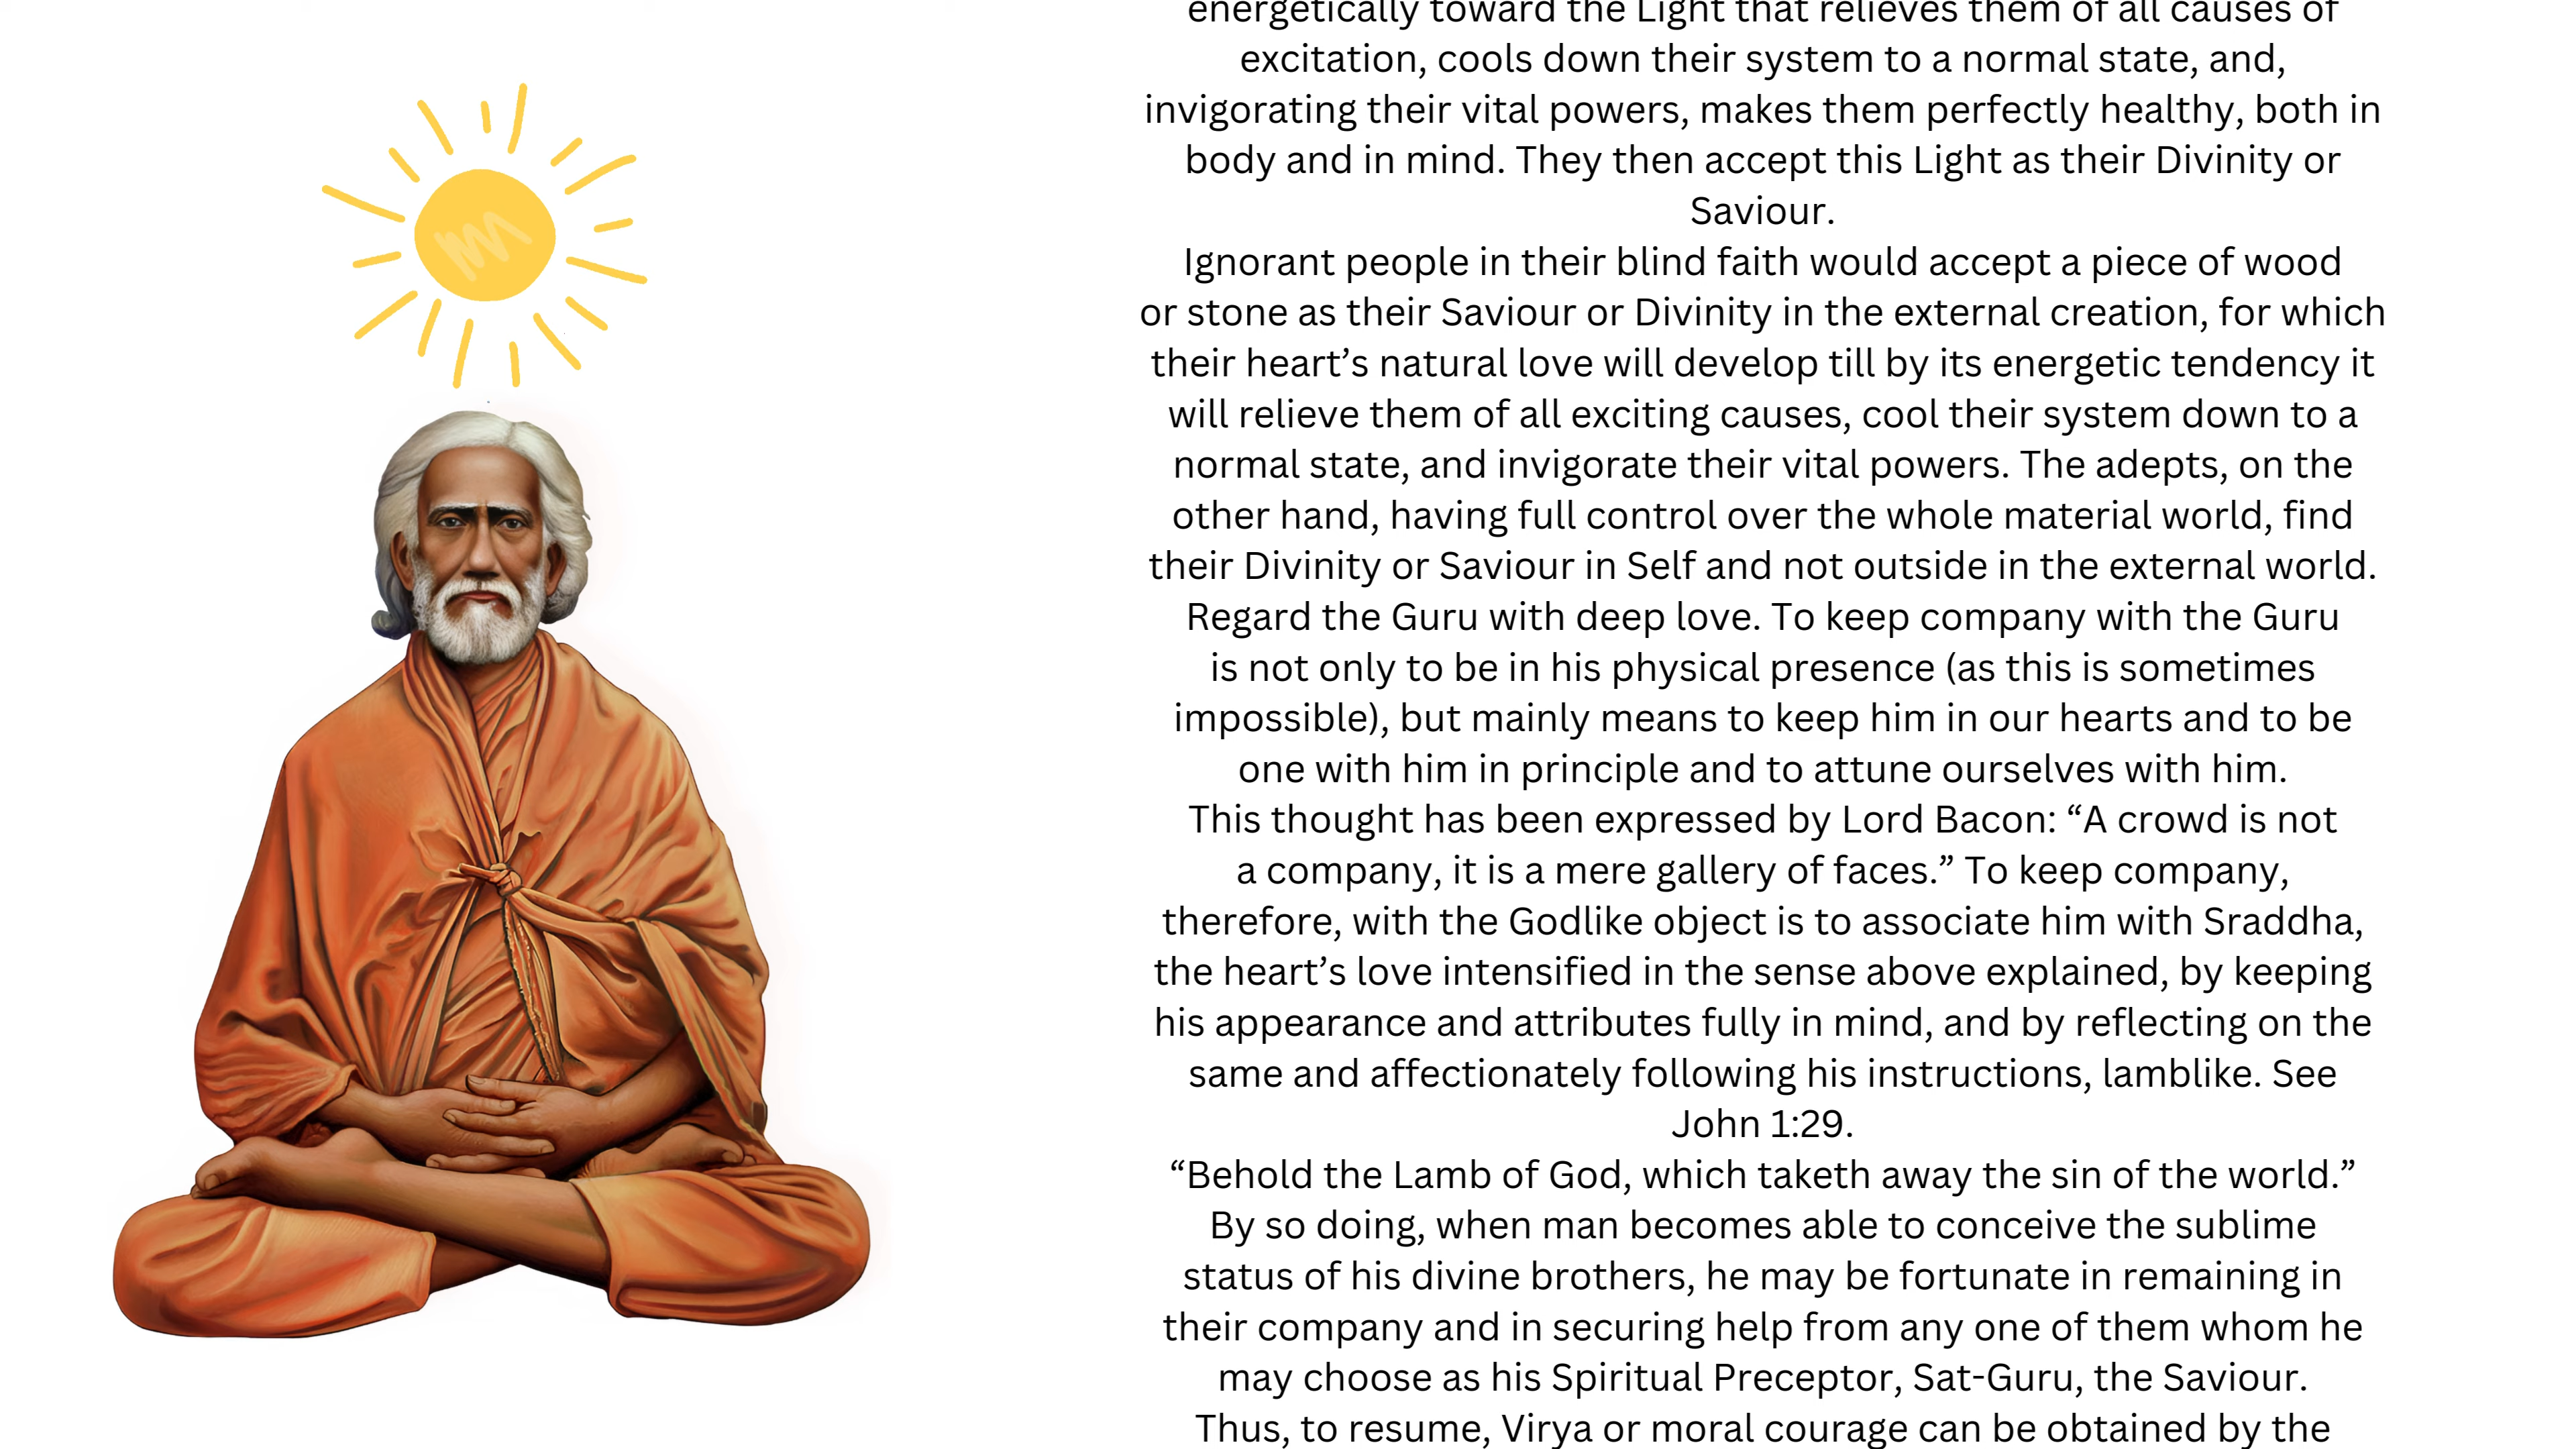 energetically toward the Light that relieves them of all causes of
excitation, cools down their system to a normal state, and,
invigorating their vital powers, makes them perfectly healthy, both in
body and in mind. They then accept this Light as their Divinity or
Saviour.
Ignorant people in their blind faith would accept a piece of wood
or stone as their Saviour or Divinity in the external creation, for which
their heart’s natural love will develop till by its energetic tendency it
will relieve them of all exciting causes, cool their system down to a
normal state, and invigorate their vital powers. The adepts, on the
other hand, having full control over the whole material world, find
their Divinity or Saviour in Self and not outside in the external world.
Regard the Guru with deep love. To keep company with the Guru
is not only to be in his physical presence (as this is sometimes
impossible), but mainly means to keep him in our hearts and to be
one with him in principle and to attune ourselves with him.
This thought has been expressed by Lord Bacon: “A crowd is not
a company, it is a mere gallery of faces.” To keep company,
therefore, with the Godlike object is to associate him with Sraddha,
the heart’s love intensified in the sense above explained, by keeping
his appearance and attributes fully in mind, and by reflecting on the
same and affectionately following his instructions, lamblike. See
John 1:29.
“Behold the Lamb of God, which taketh away the sin of the world.”
By so doing, when man becomes able to conceive the sublime
status of his divine brothers, he may be fortunate in remaining in
their company and in securing help from any one of them whom he
may choose as his Spiritual Preceptor, Sat-Guru, the Saviour.
Thus, to resume, Virya or moral courage can be obtained by the